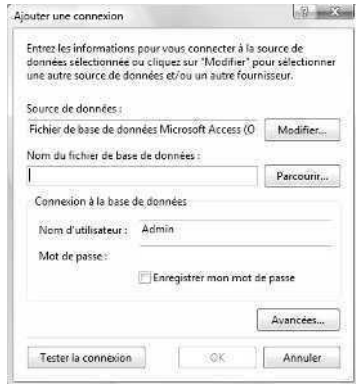 Ajouter une connexion
Entrez les informations pour vous connecter à la source de
données sélectionnée ou cliquez sur "Modifier" pour sélectionner
une autre source de données et/ou un autre fournisseur.
Source de données :
Fichier de base de données Microsoft Access (O
Modifier...
Nom du fichier de base de données :
Parcourir...
Connexion à la base de données
Nom d'utilisateur : Admin
Mot de passe :
Enregistrer mon mot de passe
Avancées...
Tester la connexion OK Annuler